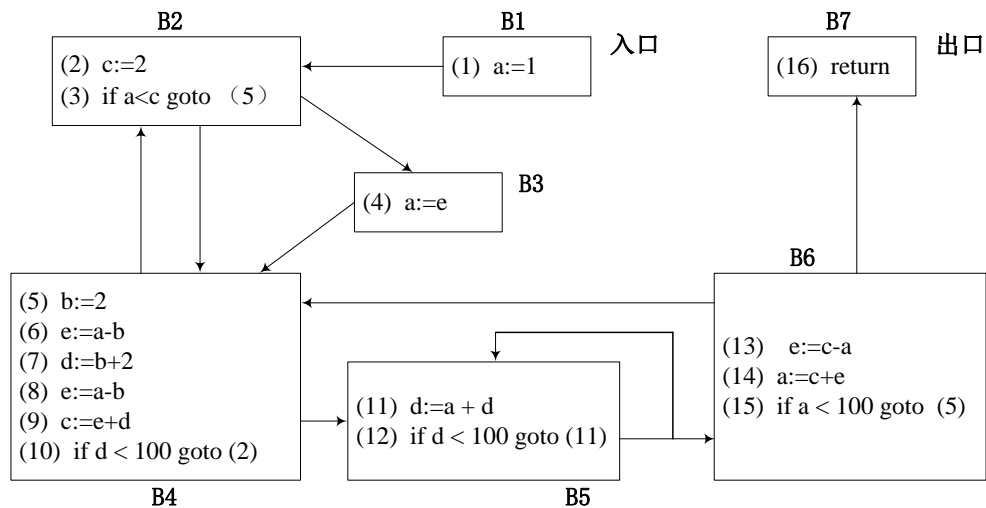 B2
(2) c:=2
(3) if a<c goto （5）
B1
入口
(1) a:=1
B7
出口
(16) return
(4) a:=e
B3
(5) b:=2
(6) e:=a-b
(7) d:=b+2
(8) e:=a-b
(9) c:=e+d
(10) if d < 100 goto (2)
B4
(11) d:=a + d
(12) if d < 100 goto (11)
B5
B6
(13) e:=c-a
(14) a:=c+e
(15) if a < 100 goto (5)